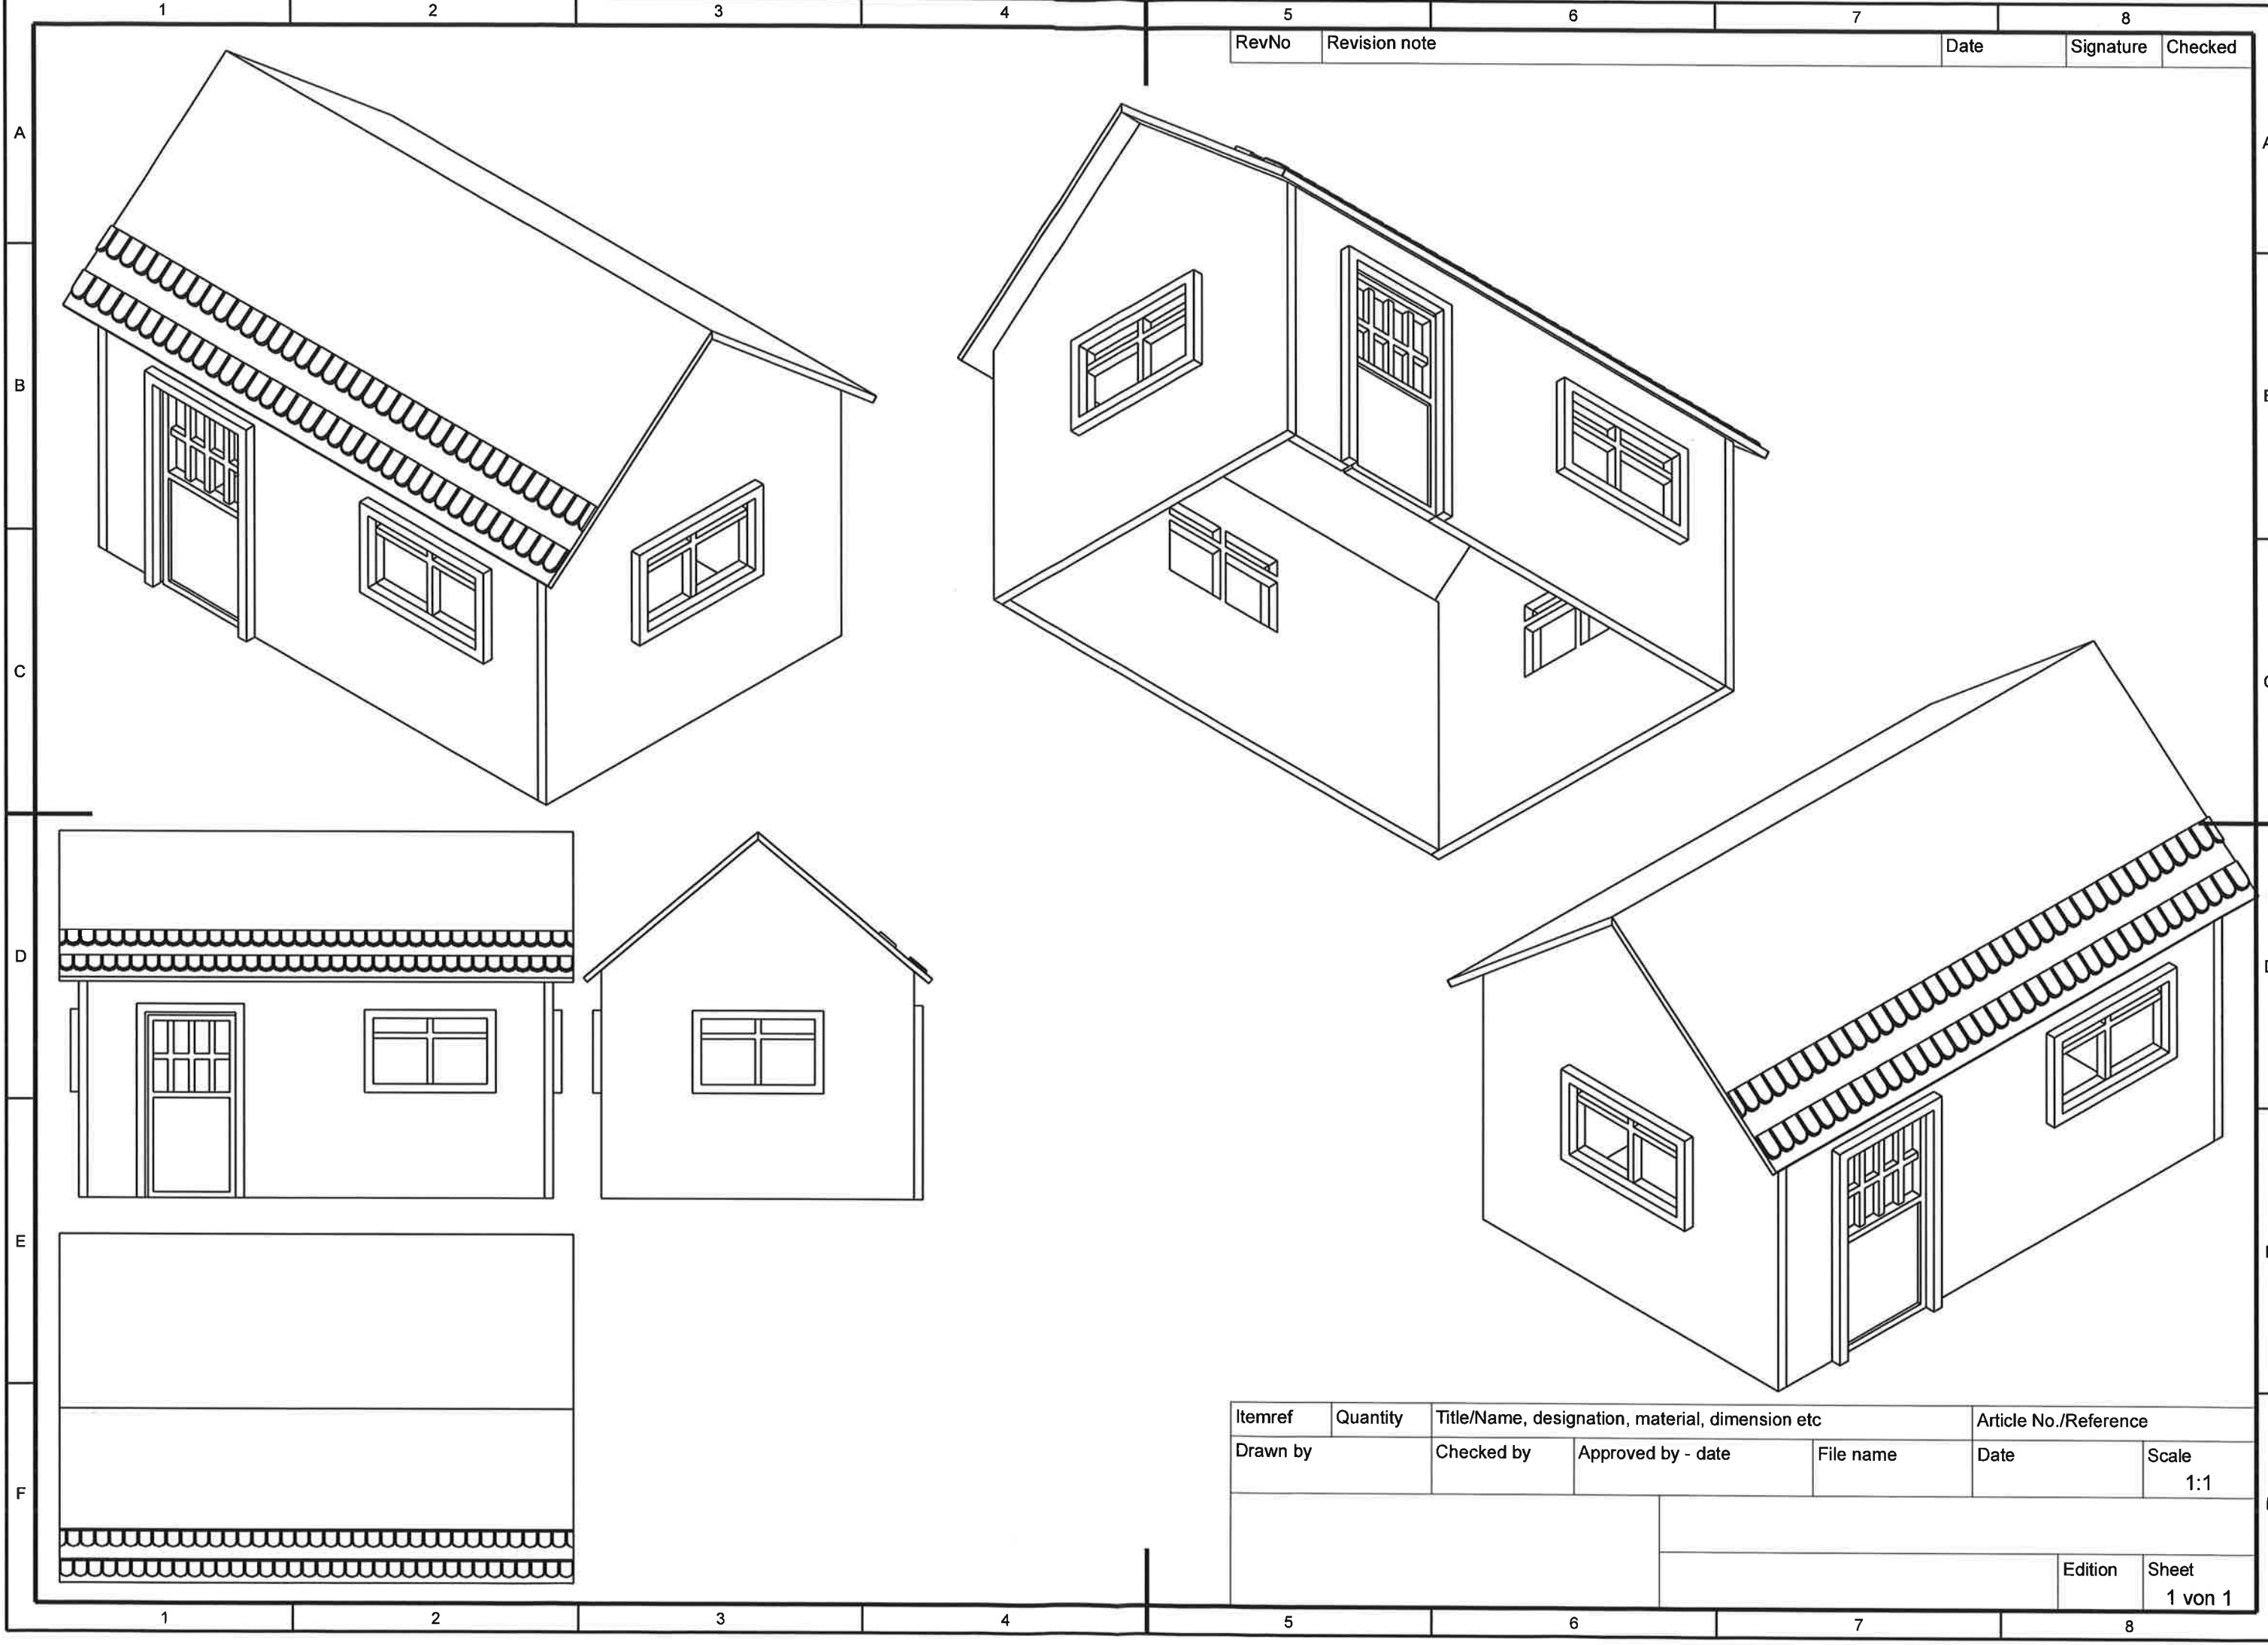 1 2 3 4 5 6 7 8
RevNo Revision note Date Signature Checked
A
B
C
D
E
F
Itemref Quantity Title/Name, designation, material, dimension etc Article No./Reference
Drawn by Checked by Approved by - date File name Date Scale
1:1
Edition Sheet
1 von 1
1 2 3 4 5 6 7 8